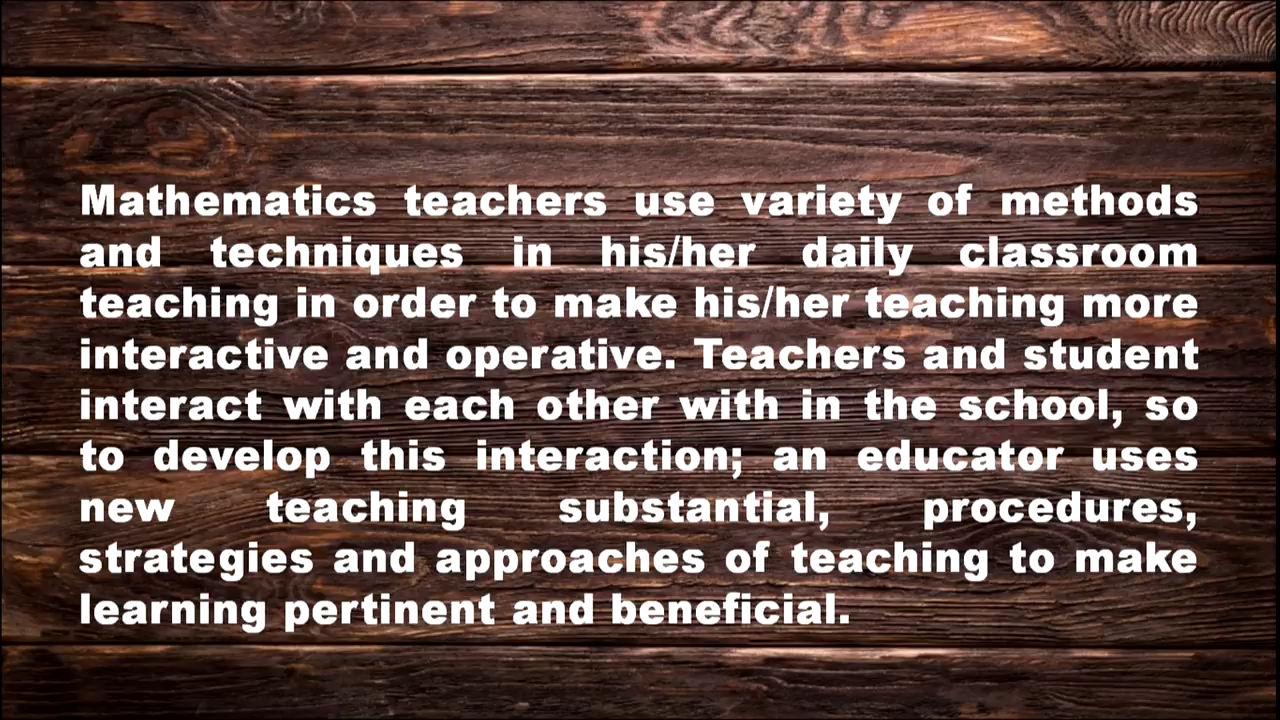 Mathematics teachers use variety of methods
and techniques in his/her daily classroom
teaching in order to make his/her teaching more
interactive and operative. Teachers and student
interact with each other with in the school, so
to develop this interaction; an educator uses
new teaching substantial, procedures,
strategies and approaches of teaching to make
learning pertinent and beneficial.